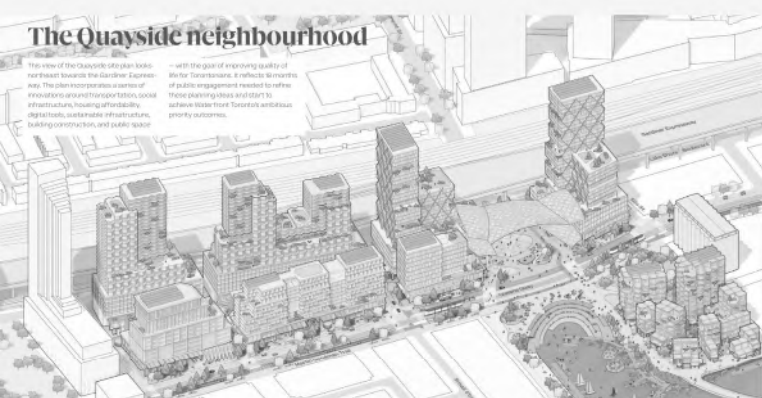 The Quayside neighbourhood
This view of the Quayside site plan looks
northeast towards the Gardiner Express-
way. The plan incorporates a series of
innovations around transportation, social
infrastructure, housing affordability,
digital tools, sustainable infrastructure,
building construction, and public space
— with the goal of improving quality of
life for Torontonians. It reflects 18 months
of public engagement needed to refine
these planning ideas and start to
achieve Waterfront Toronto's ambitious
priority outcomes.
Gardiner Expressway